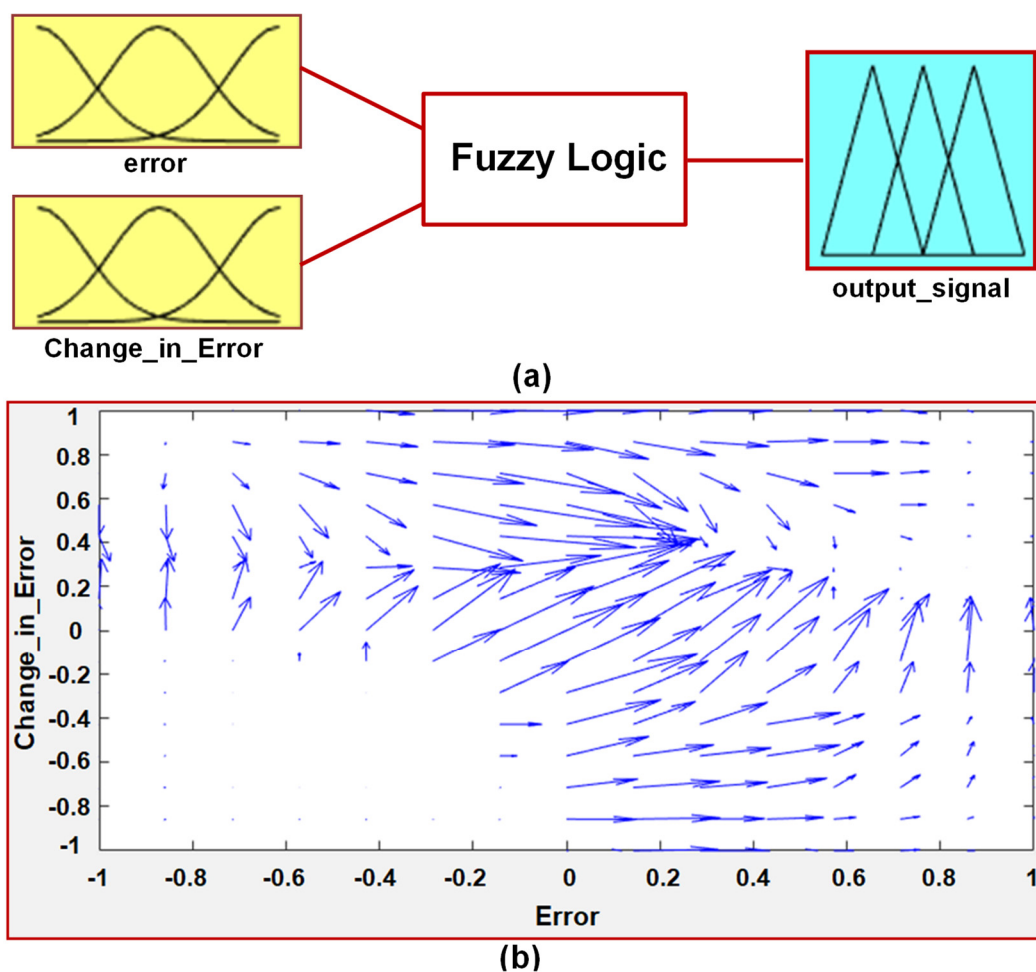 error
Fuzzy Logic
output_signal
Change_in_Error
(a)
1
0.8
0.6
0.4
0.2
0
-0.2
-0.4
-0.6
-0.8
-1
Change_in_Error
-1 -0.8 -0.6 -0.4 -0.2 0 0.2 0.4 0.6 0.8 1
Error
(b)